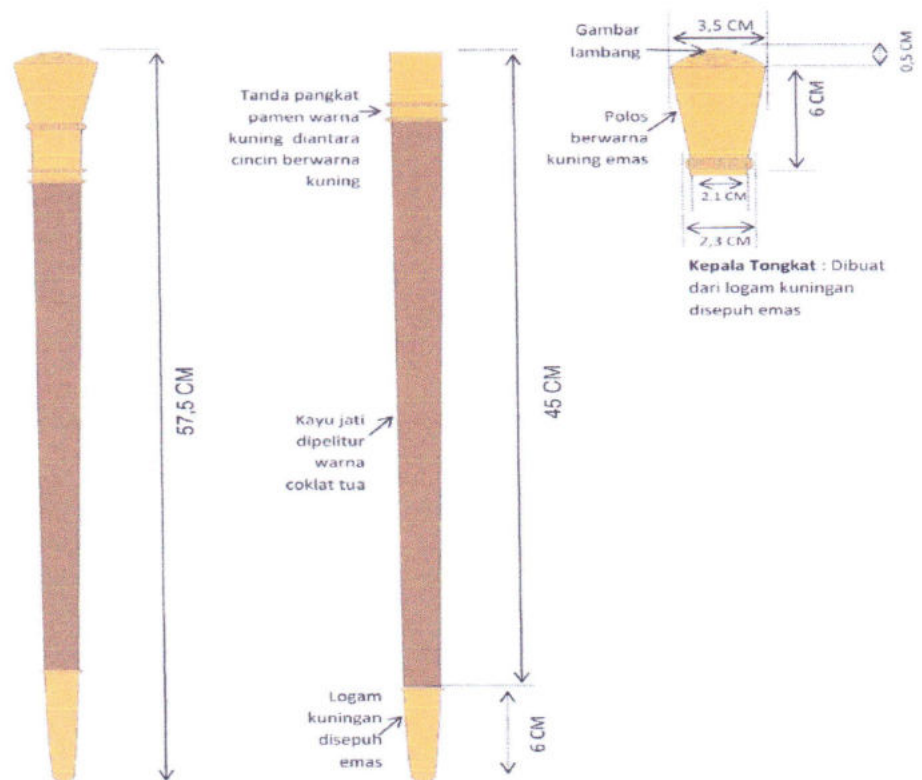 57,5 CM
Tanda pangkat
pamen warna
kuning diantara
cincin berwarna
kuning
Kayu jati
dipelitur
warna
coklat tua
Logam
kuningan
disepuh
emas
45 CM
6 CM
Gambar
lambang
3,5 CM
0,5 CM
6 CM
Polos
berwarna
kuning emas
2,1 CM
2,3 CM
Kepala Tongkat : Dibuat
dari logam kuningan
disepuh emas